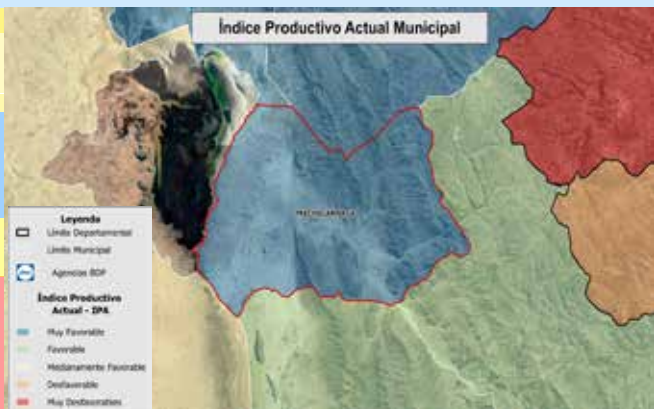 Índice Productivo Actual Municipal
MACHACAMARCA
Leyenda
Límite Departamental
Límite Municipal
Agencias BDP
Índice Productivo
Actual - IPA
Muy Favorable
Favorable
Medianamente Favorable
Desfavorable
Muy Desfavorable